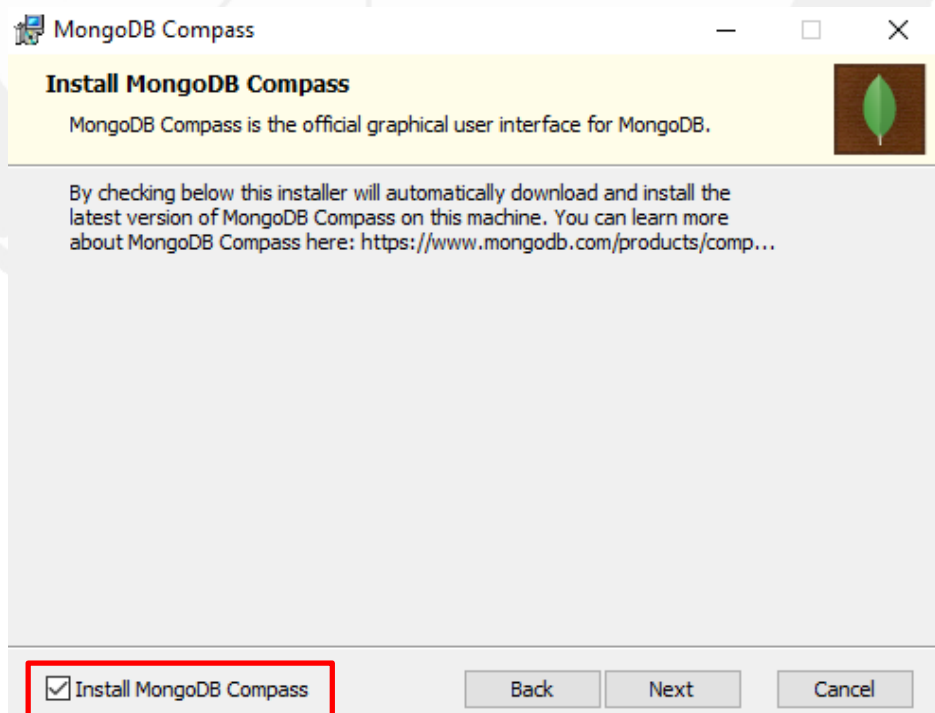 MongoDB Compass
Install MongoDB Compass
MongoDB Compass is the official graphical user interface for MongoDB.
By checking below this installer will automatically download and install the
latest version of MongoDB Compass on this machine. You can learn more
about MongoDB Compass here: https://www.mongodb.com/products/comp...
Install MongoDB Compass
Back
Next
Cancel